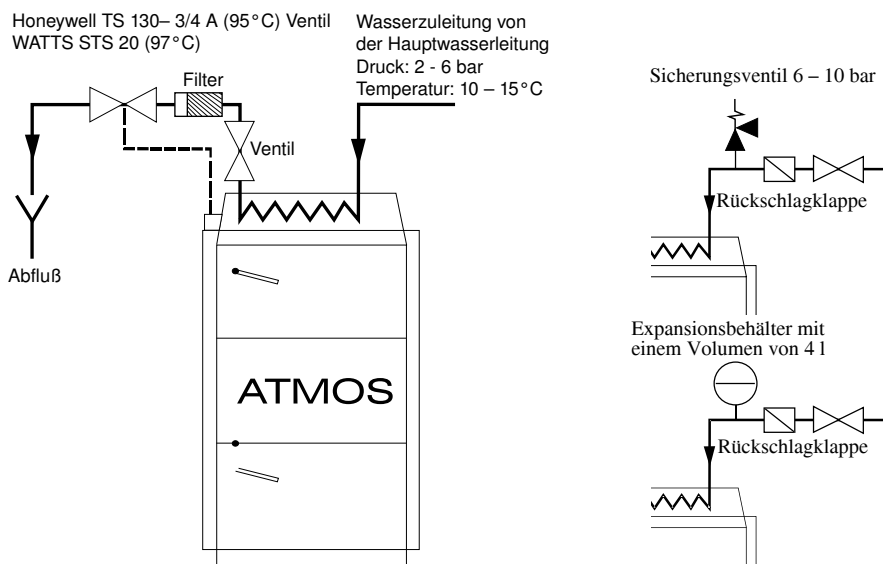 Honeywell TS 130– 3/4 A (95°C) Ventil
WATTS STS 20 (97°C)
Wasserzuleitung von
der Hauptwasserleitung
Druck: 2 - 6 bar
Temperatur: 10 – 15°C
Filter
Ventil
Abfluß
ATMOS
Sicherungsventil 6 – 10 bar
Rückschlagklappe
Expansionsbehälter mit
einem Volumen von 4 l
Rückschlagklappe